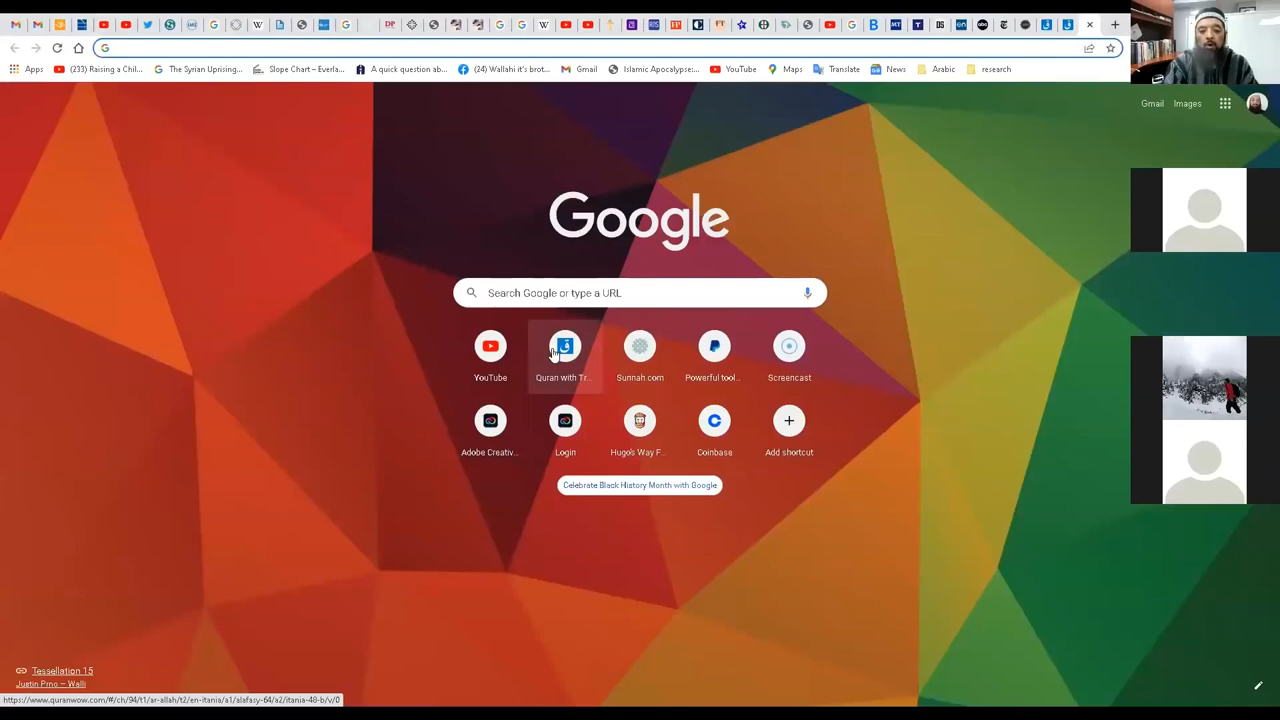 Apps
(233) Raising a Chil...
The Syrian Uprising...
Slope Chart – Everla...
A quick question ab...
(24) Wallahi it's brot...
Gmail
Islamic Apocalypse:...
YouTube
Maps
Translate
News
Arabic
research
Gmail
Images
Google
Search Google or type a URL
YouTube
Quran with Tr...
Sunnah.com
Powerful tool...
Screencast
Adobe Creativ...
Login
Hugo's Way F...
Coinbase
Add shortcut
Celebrate Black History Month with Google
Tessellation 15
Justin Prno – Walli
https://www.quranwow.com/#/ch/94/t1/ar-allah/t2/en-itania/a1/alafasy-64/a2/itania-48-b/v/0